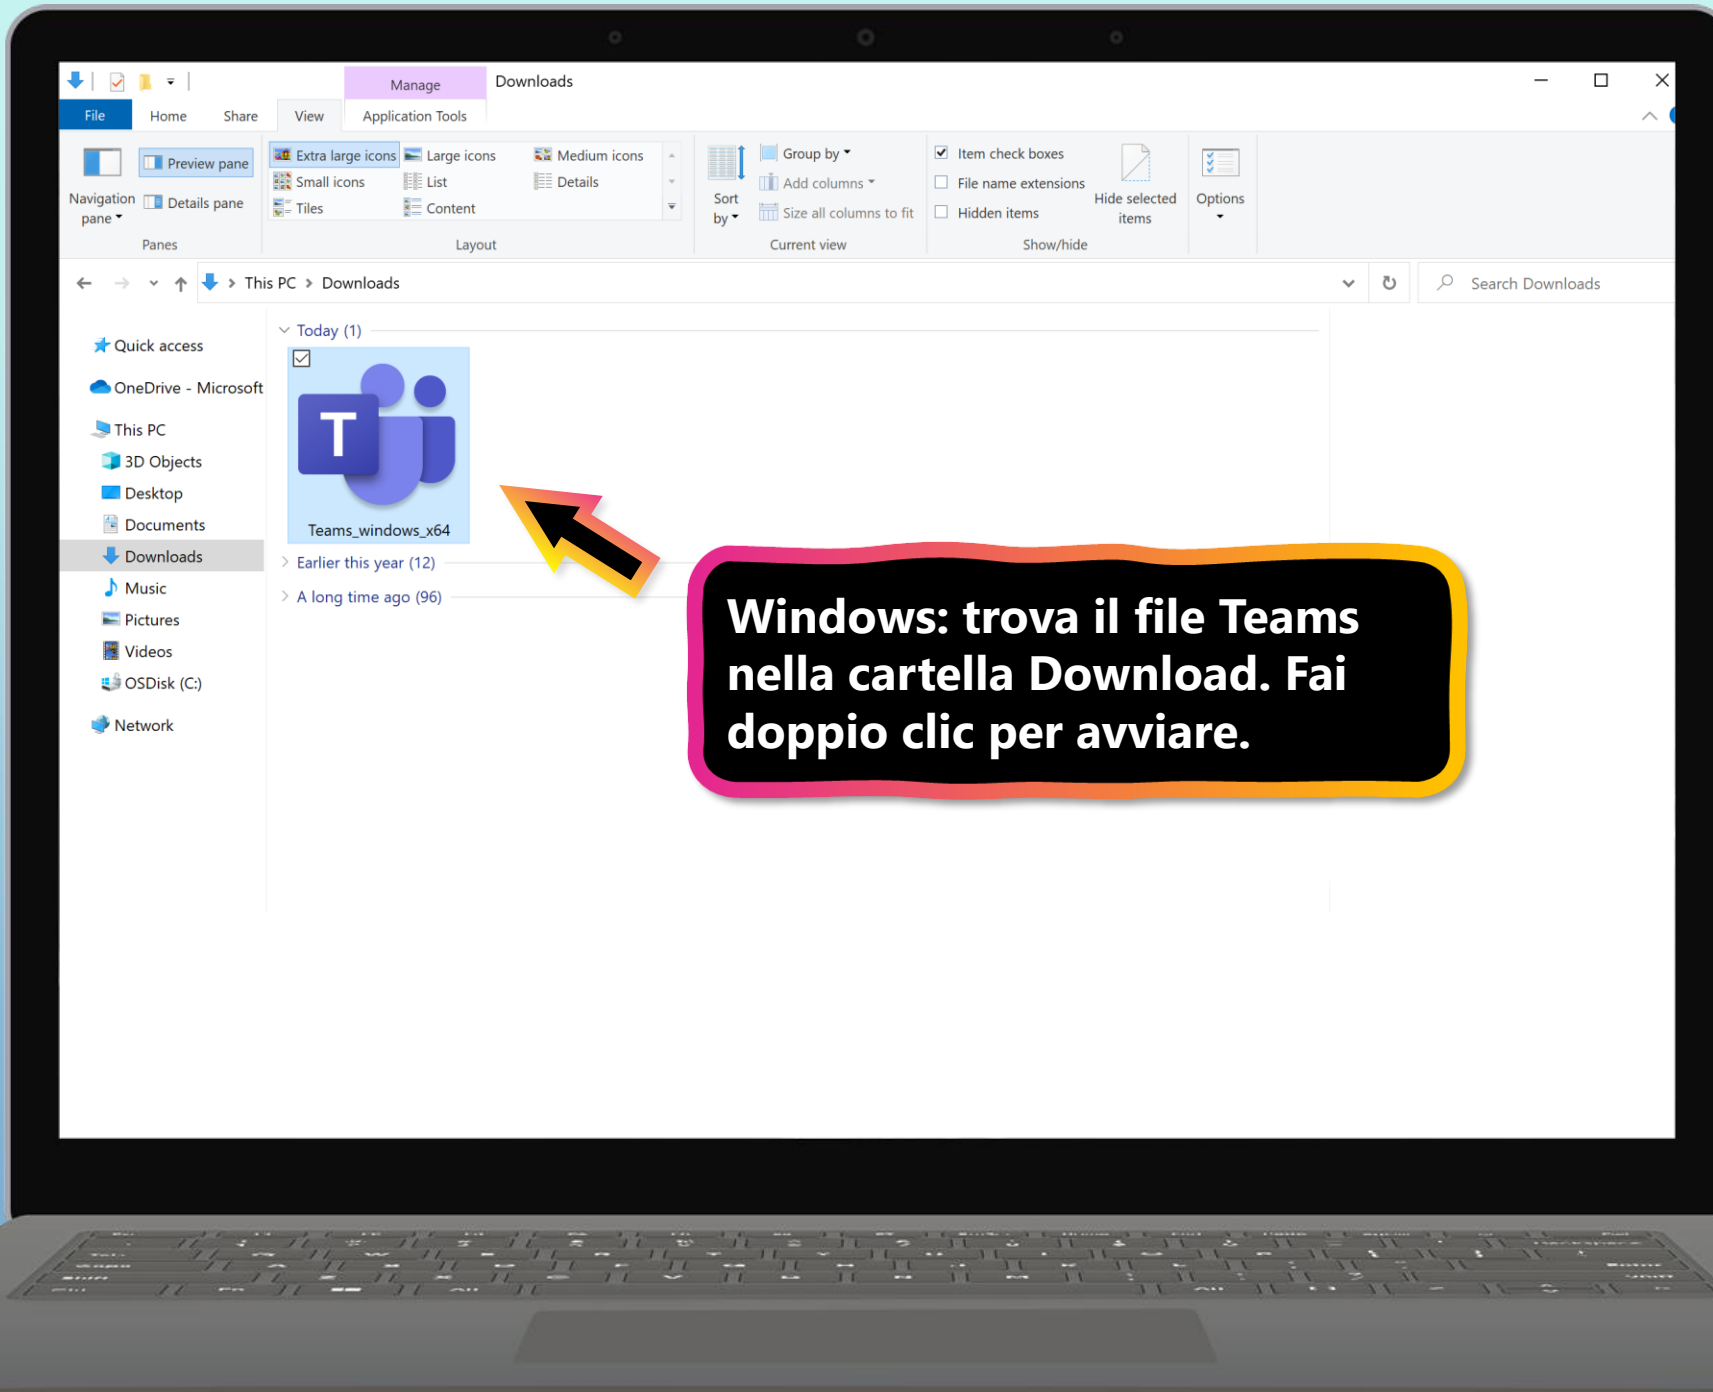 Manage
Downloads
File
Home
Share
View
Application Tools
Navigation pane
Preview pane
Details pane
Panes
Extra large icons
Large icons
Medium icons
Small icons
List
Details
Tiles
Content
Layout
Sort by
Group by
Add columns
Size all columns to fit
Current view
Item check boxes
File name extensions
Hidden items
Hide selected items
Show/hide
Options
This PC > Downloads
Search Downloads
Quick access
OneDrive - Microsoft
This PC
3D Objects
Desktop
Documents
Downloads
Music
Pictures
Videos
OSDisk (C:)
Network
Today (1)
T
Teams_windows_x64
Earlier this year (12)
A long time ago (96)
Windows: trova il file Teams
nella cartella Download. Fai
doppio clic per avviare.